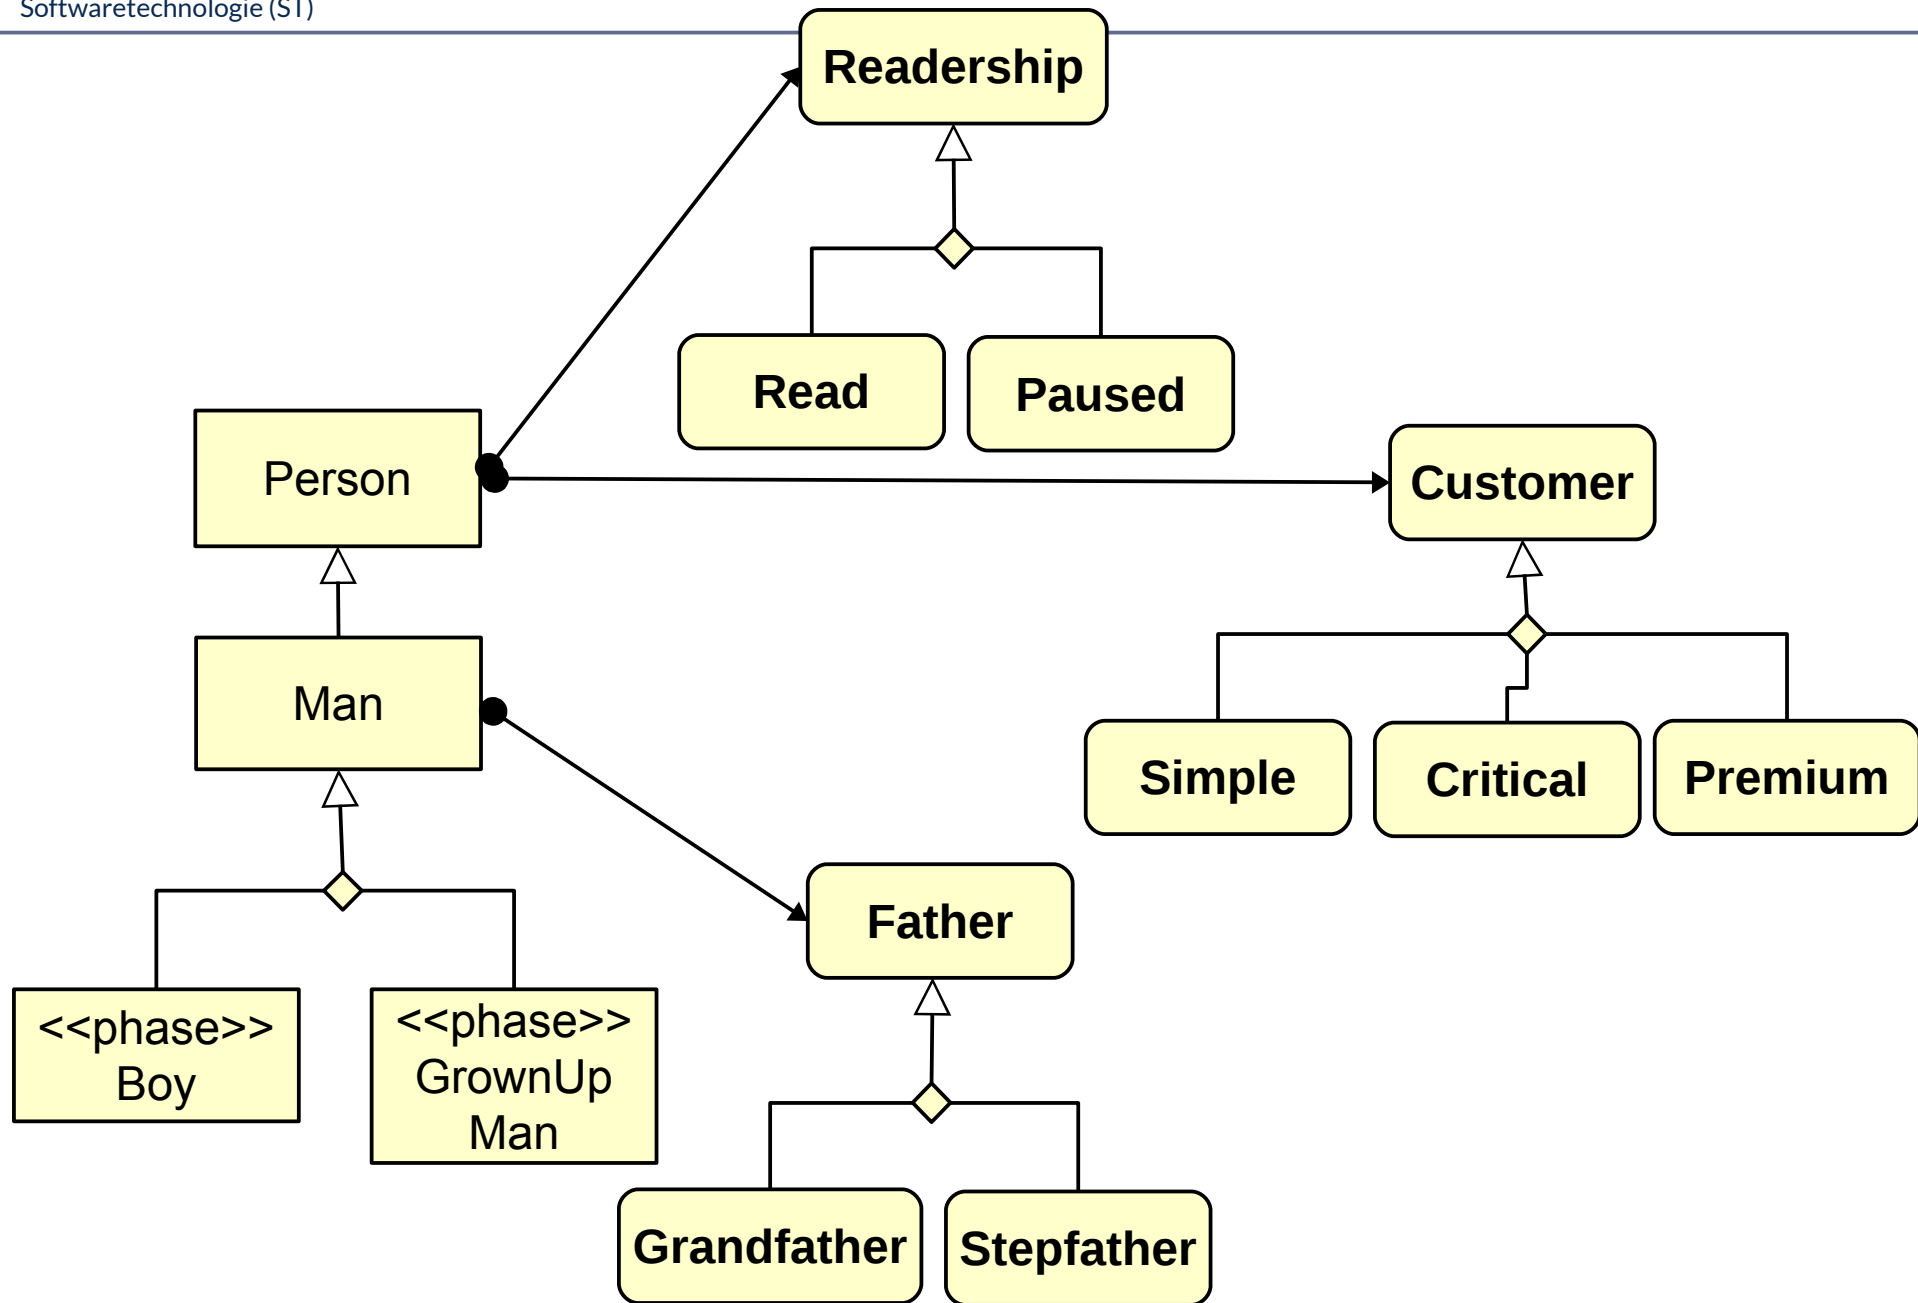 Softwaretechnologie (ST)
Readership
Read
Paused
Person
Customer
Man
Simple
Critical
Premium
Father
<<phase>>
Boy
<<phase>>
GrownUp
Man
Grandfather
Stepfather